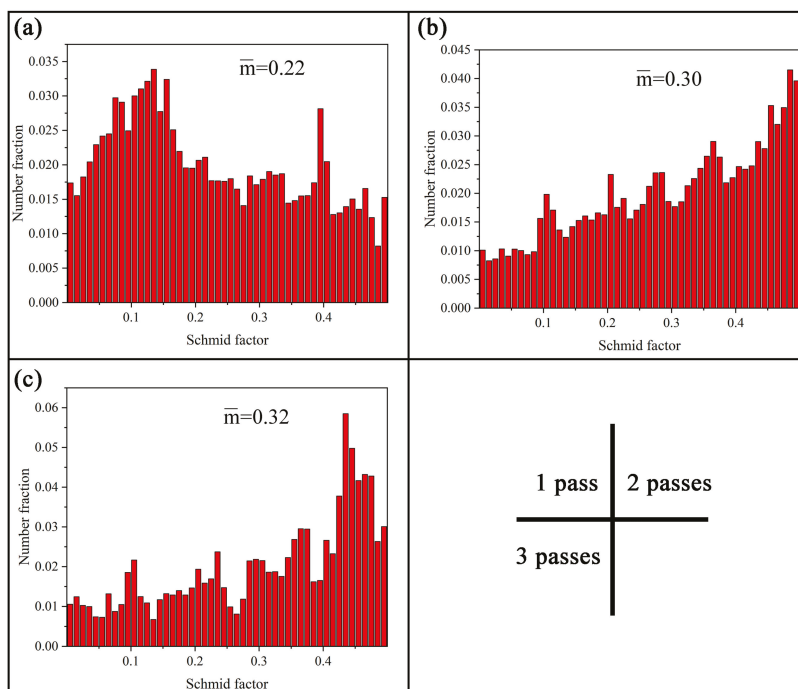 (a)
m̅=0.22
0.035
0.030
0.025
0.020
0.015
0.010
0.005
0.000
Number fraction
0.1 0.2 0.3 0.4
Schmid factor
(b)
m̅=0.30
0.045
0.040
0.035
0.030
0.025
0.020
0.015
0.010
0.005
0.000
Number fraction
0.1 0.2 0.3 0.4
Schmid factor
(c)
m̅=0.32
0.06
0.05
0.04
0.03
0.02
0.01
0.00
Number fraction
0.1 0.2 0.3 0.4
Schmid factor
1 pass 2 passes
3 passes